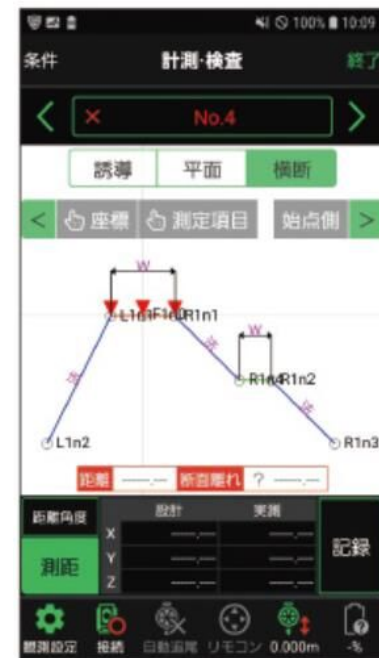 100% 10:09
条件 計測・検査 終了
< × No.4 >
誘導 平面 横断
< 座標 測定項目 始点側 >
W
L1n1 R1n1
W
法 法 法
R1n2
L1n2 R1n3
距離 ---.-- 断面離れ ? ---.--
距離角度 設計 実測
測距 記録
X ---.-- ---.--
Y ---.-- ---.--
Z ---.-- ---.--
観測設定 接続 自動追尾 リモコン 0.000m -%